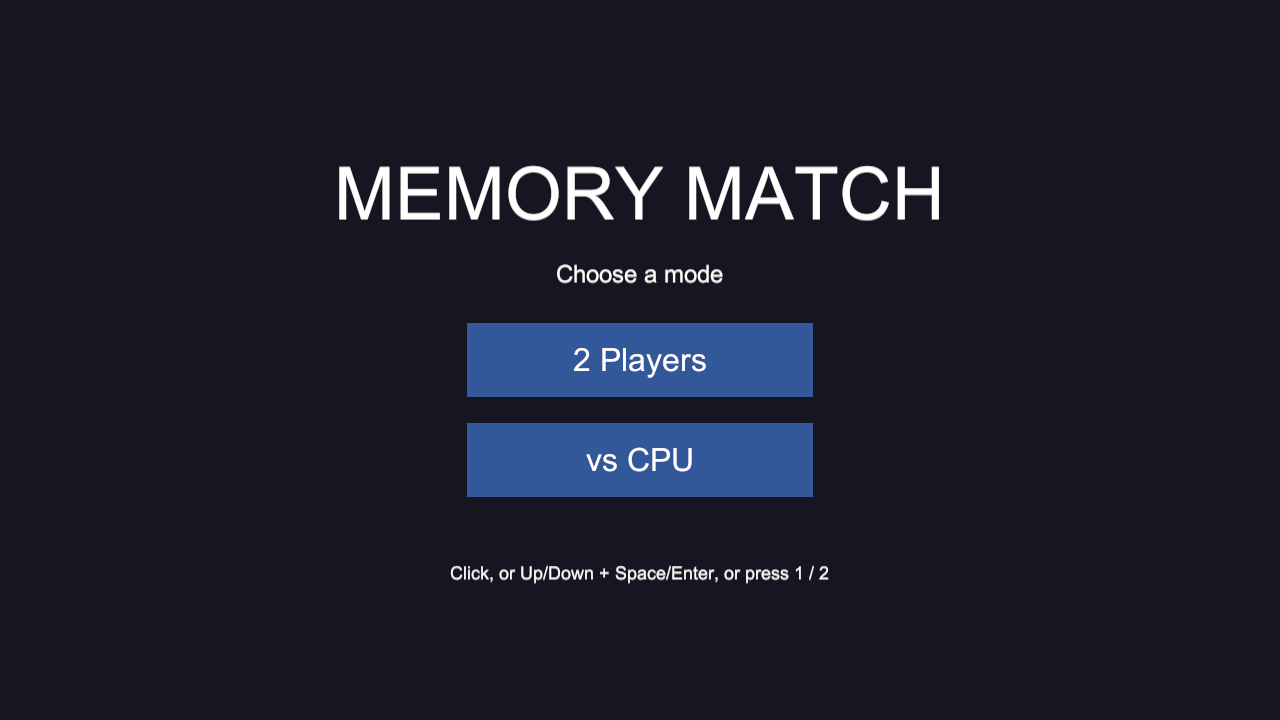 MEMORY MATCH
Choose a mode
2 Players
vs CPU
Click, or Up/Down + Space/Enter, or press 1 / 2